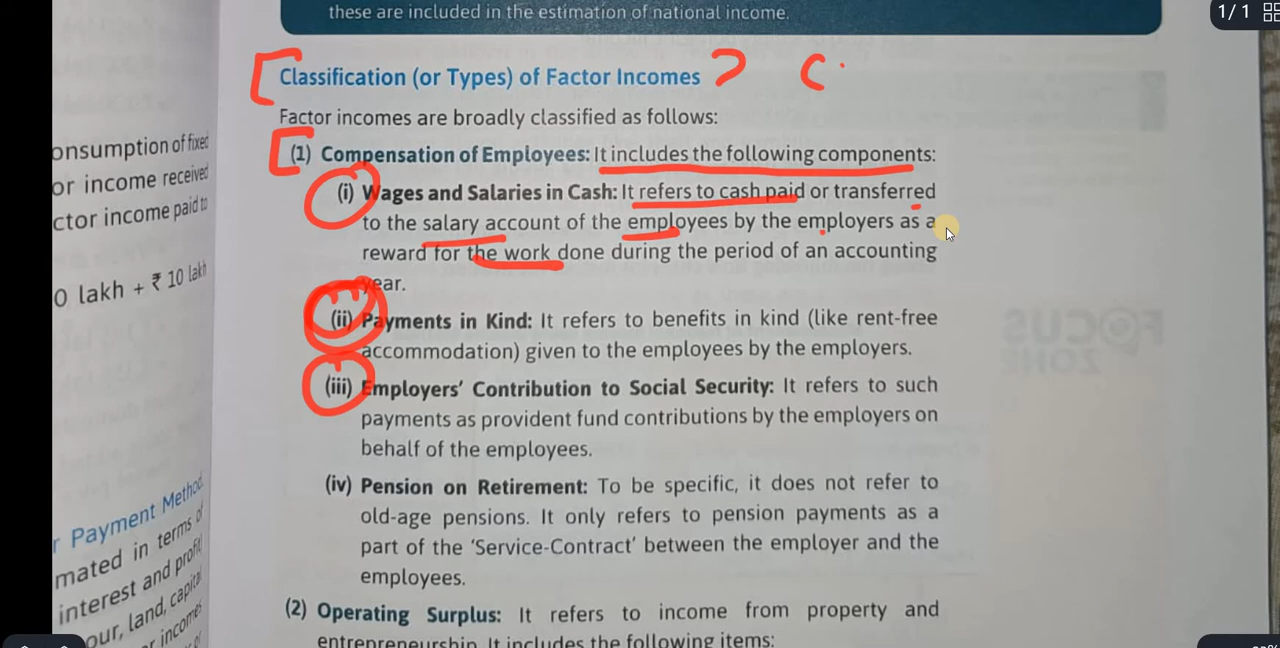 these are included in the estimation of national income.
1/1
Classification (or Types) of Factor Incomes
Factor incomes are broadly classified as follows:
(1) Compensation of Employees: It includes the following components:
(i) Wages and Salaries in Cash: It refers to cash paid or transferred
to the salary account of the employees by the employers as a
reward for the work done during the period of an accounting
year.
(ii) Payments in Kind: It refers to benefits in kind (like rent-free
accommodation) given to the employees by the employers.
(iii) Employers' Contribution to Social Security: It refers to such
payments as provident fund contributions by the employers on
behalf of the employees.
(iv) Pension on Retirement: To be specific, it does not refer to
old-age pensions. It only refers to pension payments as a
part of the 'Service-Contract' between the employer and the
employees.
(2) Operating Surplus: It refers to income from property and
entrepreneurship. It includes the following items:
onsumption of fixed
or income received
ctor income paid to
0 lakh + ₹ 10 lakh
r Payment Method
mated in terms of
interest and profit
our, land, capital
r incomes
FOCUS
ZONE